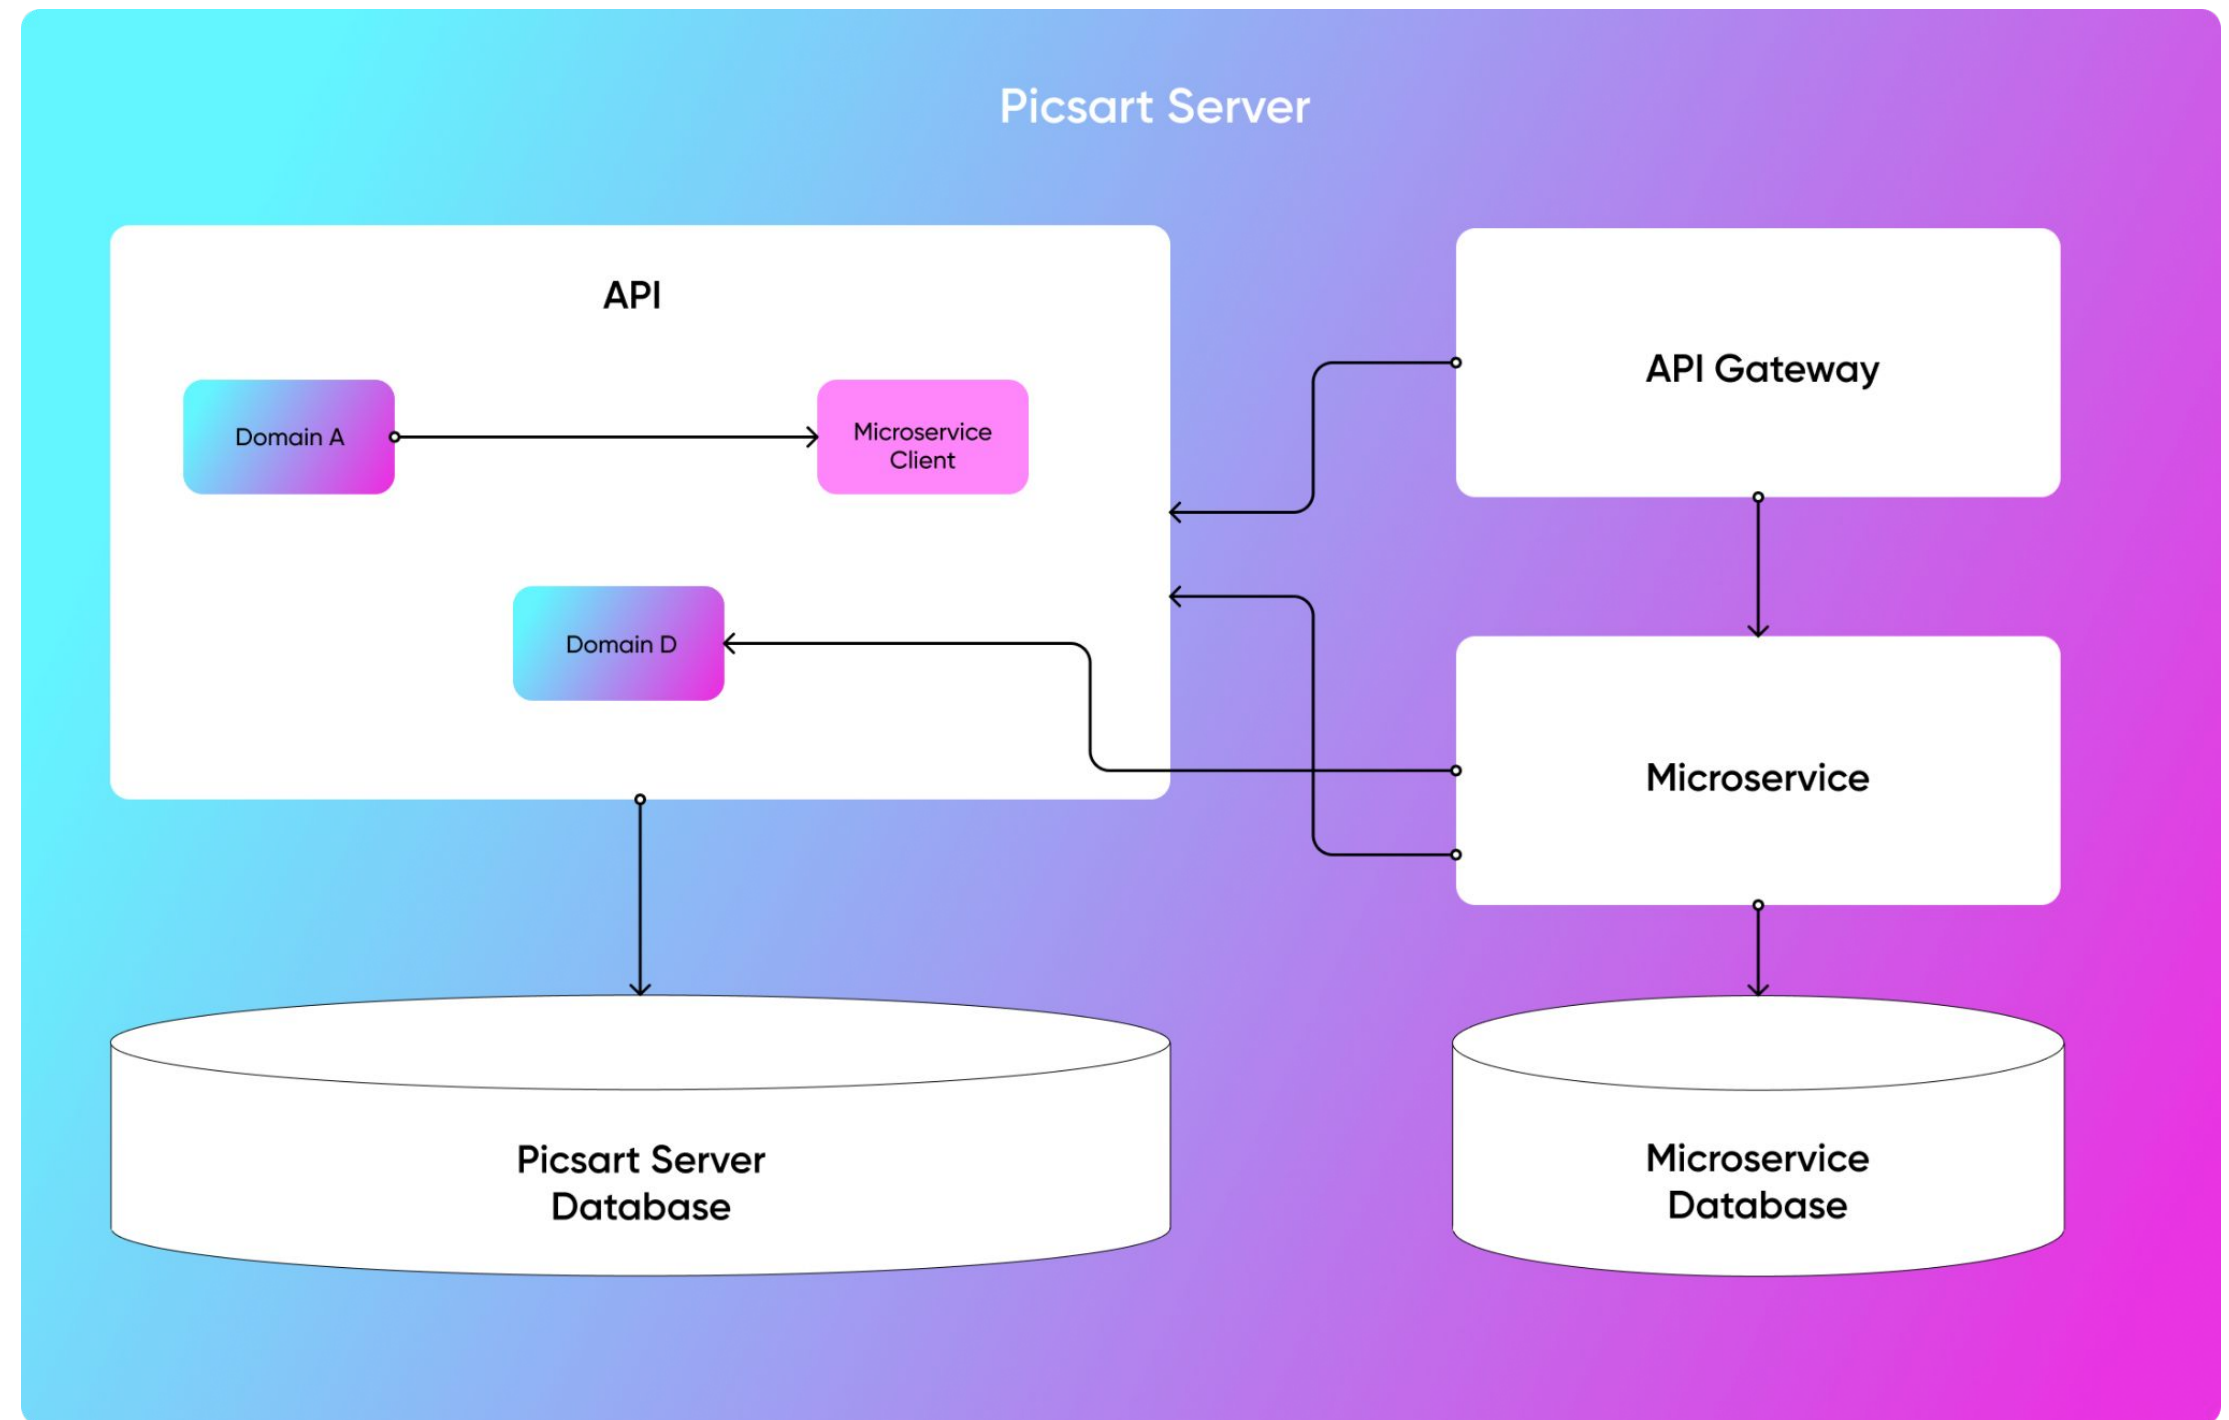 Picsart Server
API
API Gateway
Domain A
Microservice
Client
Domain D
Microservice
Picsart Server
Database
Microservice
Database